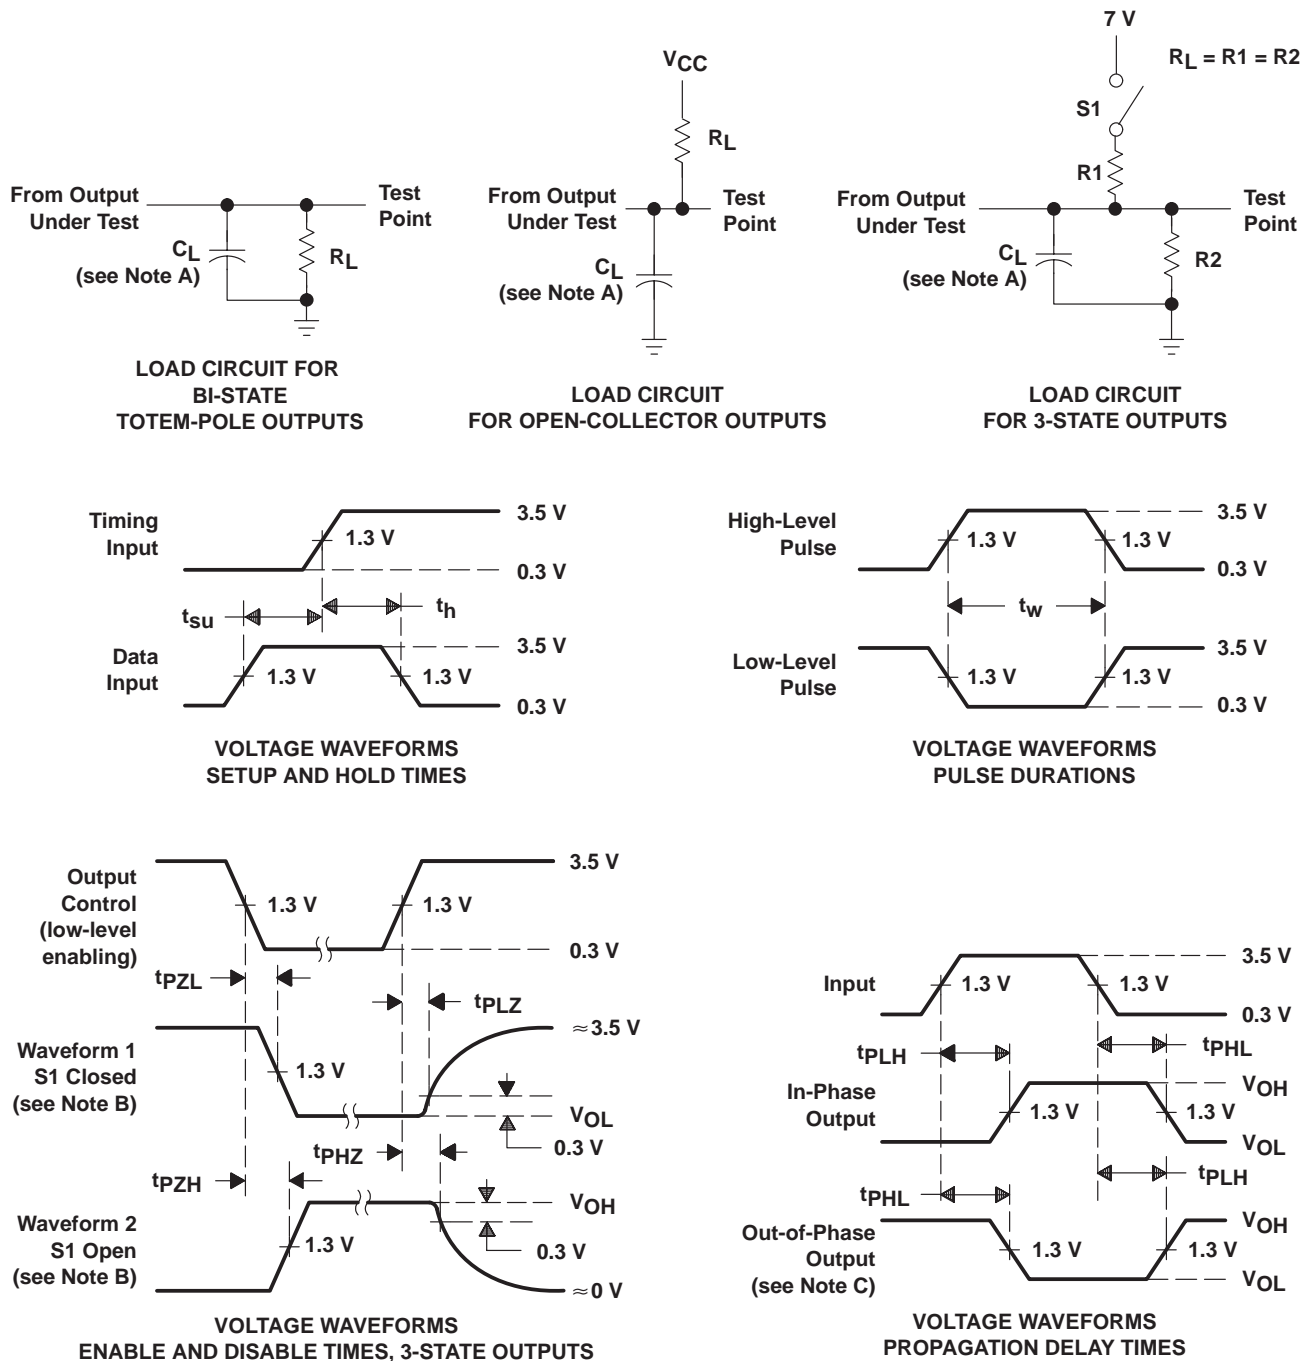 7 V
RL = R1 = R2
VCC
S1
RL
R1
From Output
Under Test
Test
Point
CL
(see Note A)
RL
From Output
Under Test
Test
Point
CL
(see Note A)
From Output
Under Test
Test
Point
CL
(see Note A)
R2
LOAD CIRCUIT FOR
BI-STATE
TOTEM-POLE OUTPUTS
LOAD CIRCUIT
FOR OPEN-COLLECTOR OUTPUTS
LOAD CIRCUIT
FOR 3-STATE OUTPUTS
Timing
Input
1.3 V
3.5 V
0.3 V
tsu
th
Data
Input
1.3 V
1.3 V
3.5 V
0.3 V
VOLTAGE WAVEFORMS
SETUP AND HOLD TIMES
High-Level
Pulse
1.3 V
1.3 V
3.5 V
0.3 V
tw
Low-Level
Pulse
1.3 V
1.3 V
3.5 V
0.3 V
VOLTAGE WAVEFORMS
PULSE DURATIONS
Output
Control
(low-level
enabling)
1.3 V
1.3 V
3.5 V
0.3 V
tPZL
tPLZ
Waveform 1
S1 Closed
(see Note B)
1.3 V
≈3.5 V
VOL
0.3 V
tPHZ
tPZH
Waveform 2
S1 Open
(see Note B)
1.3 V
VOH
0.3 V
≈0 V
VOLTAGE WAVEFORMS
ENABLE AND DISABLE TIMES, 3-STATE OUTPUTS
Input
1.3 V
1.3 V
3.5 V
0.3 V
tPLH
tPHL
In-Phase
Output
1.3 V
1.3 V
VOH
VOL
tPHL
tPLH
Out-of-Phase
Output
(see Note C)
1.3 V
1.3 V
VOH
VOL
VOLTAGE WAVEFORMS
PROPAGATION DELAY TIMES